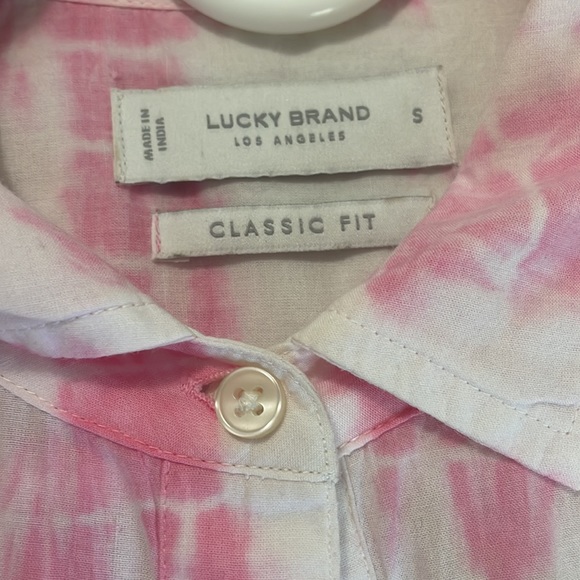 MADE IN
INDIA
LUCKY BRAND
LOS ANGELES
S
CLASSIC FIT